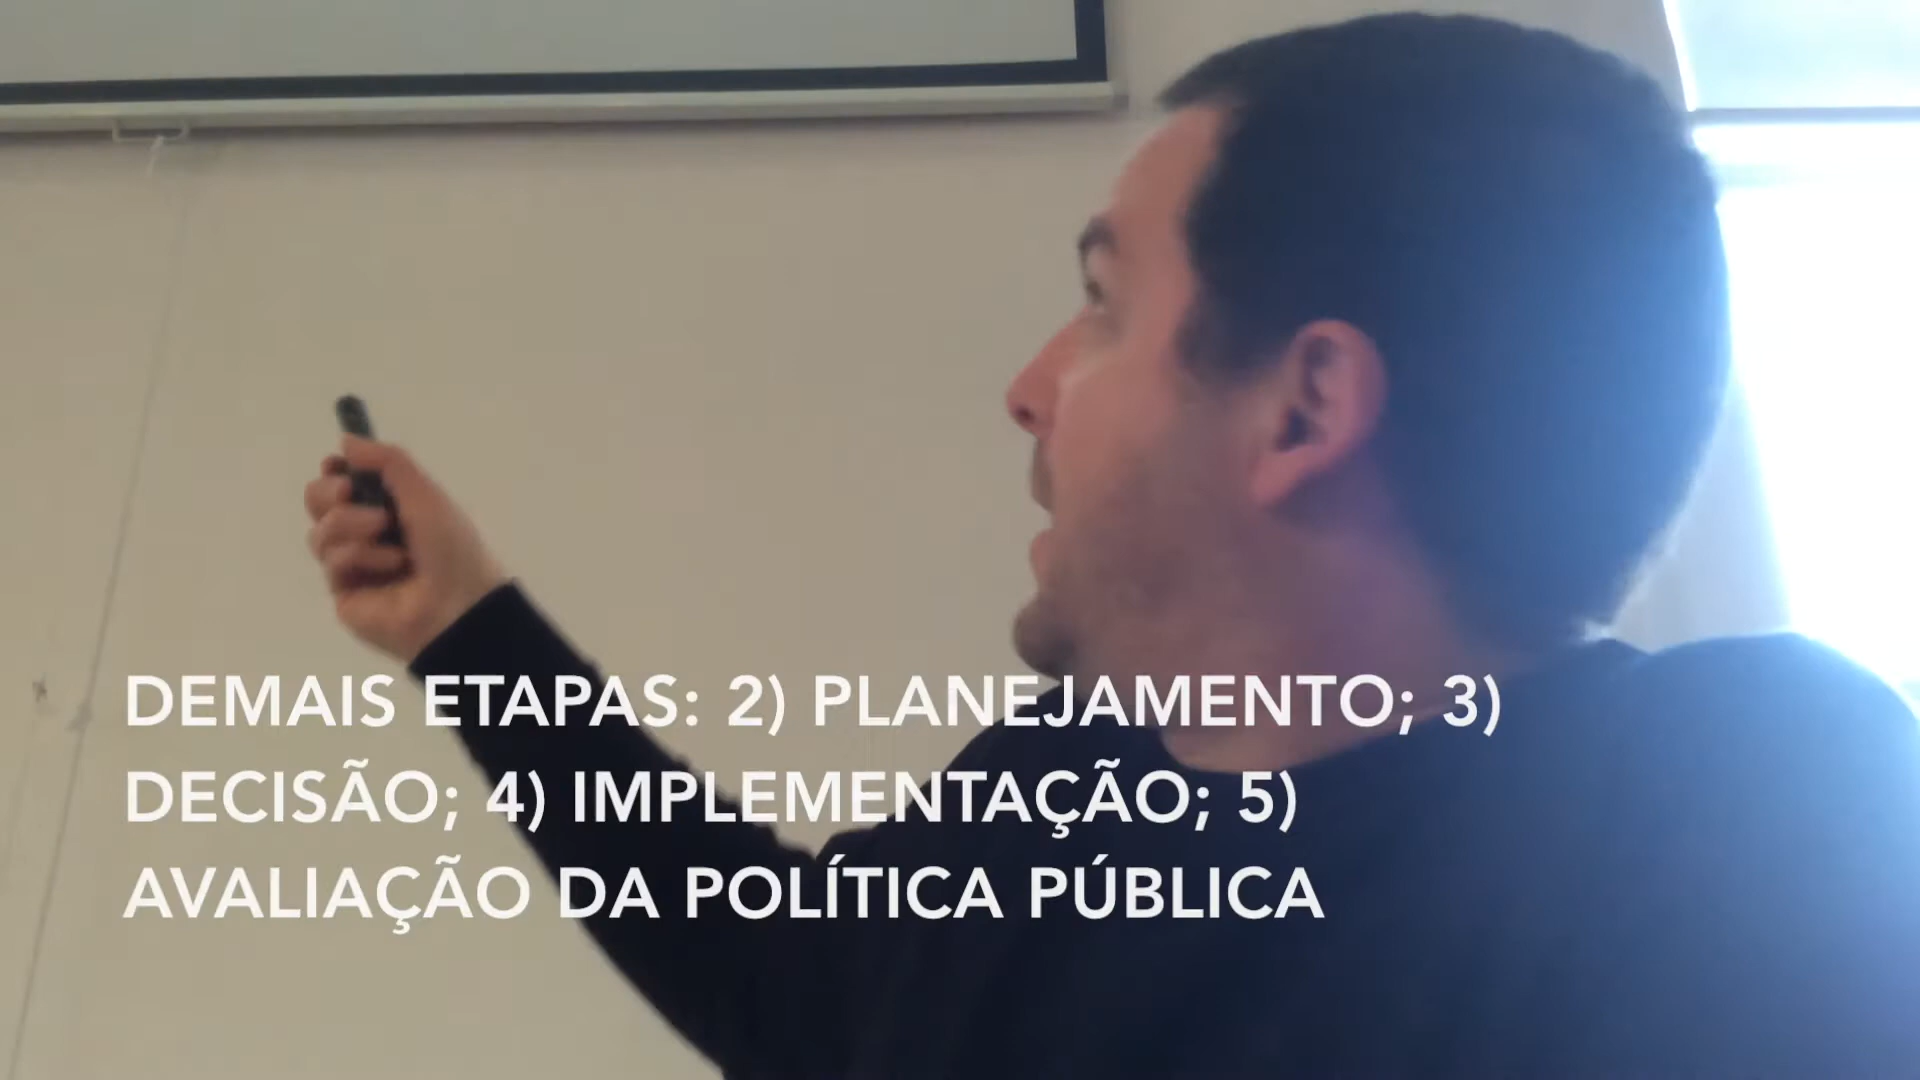 DEMAIS ETAPAS: 2) PLANEJAMENTO; 3)
DECISÃO; 4) IMPLEMENTAÇÃO; 5)
AVALIAÇÃO DA POLÍTICA PÚBLICA